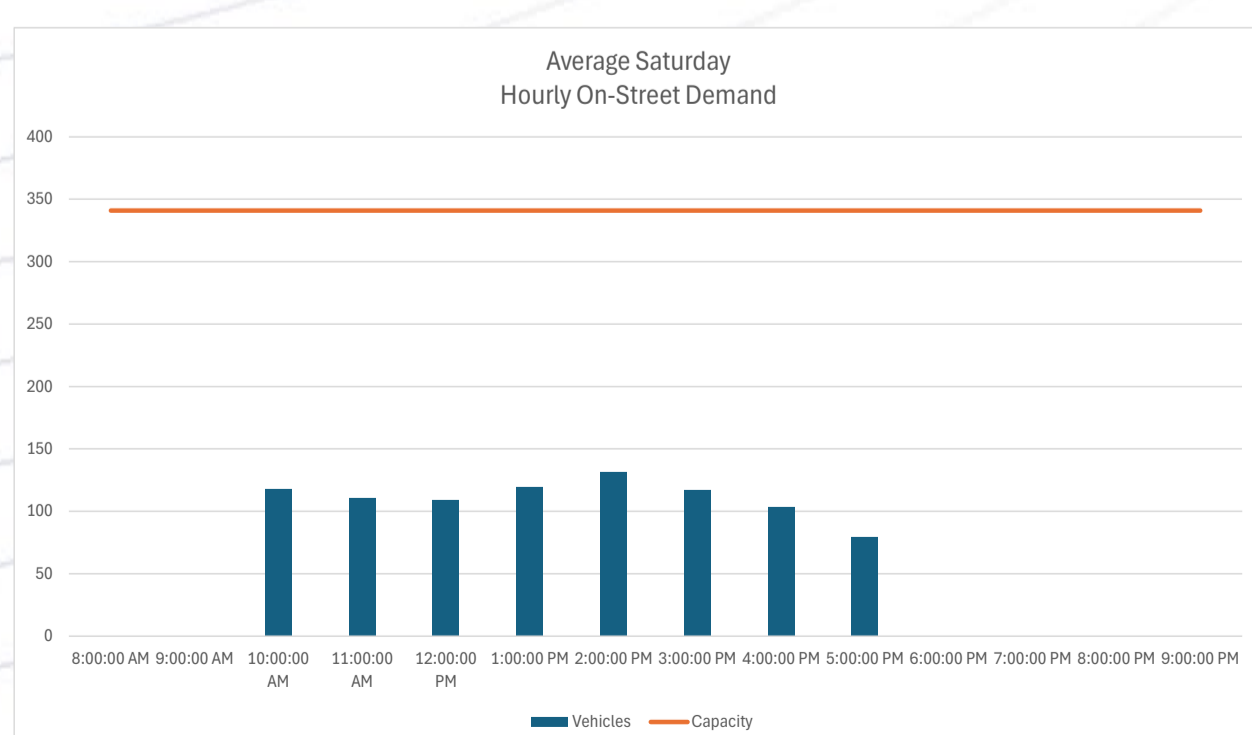 Average Saturday
Hourly On-Street Demand
400
350
300
250
200
150
100
50
0
8:00:00 AM 9:00:00 AM 10:00:00 11:00:00 12:00:00 1:00:00 PM 2:00:00 PM 3:00:00 PM 4:00:00 PM 5:00:00 PM 6:00:00 PM 7:00:00 PM 8:00:00 PM 9:00:00 PM
AM AM PM
Vehicles Capacity